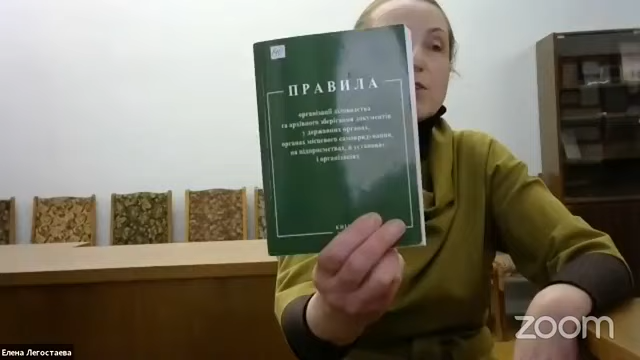 ПРАВИЛА
організації діловодства
та архівного зберігання документів
у державних органах,
органах місцевого самоврядування,
на підприємствах, в установах
і організаціях
zoom
Елена Легостаева